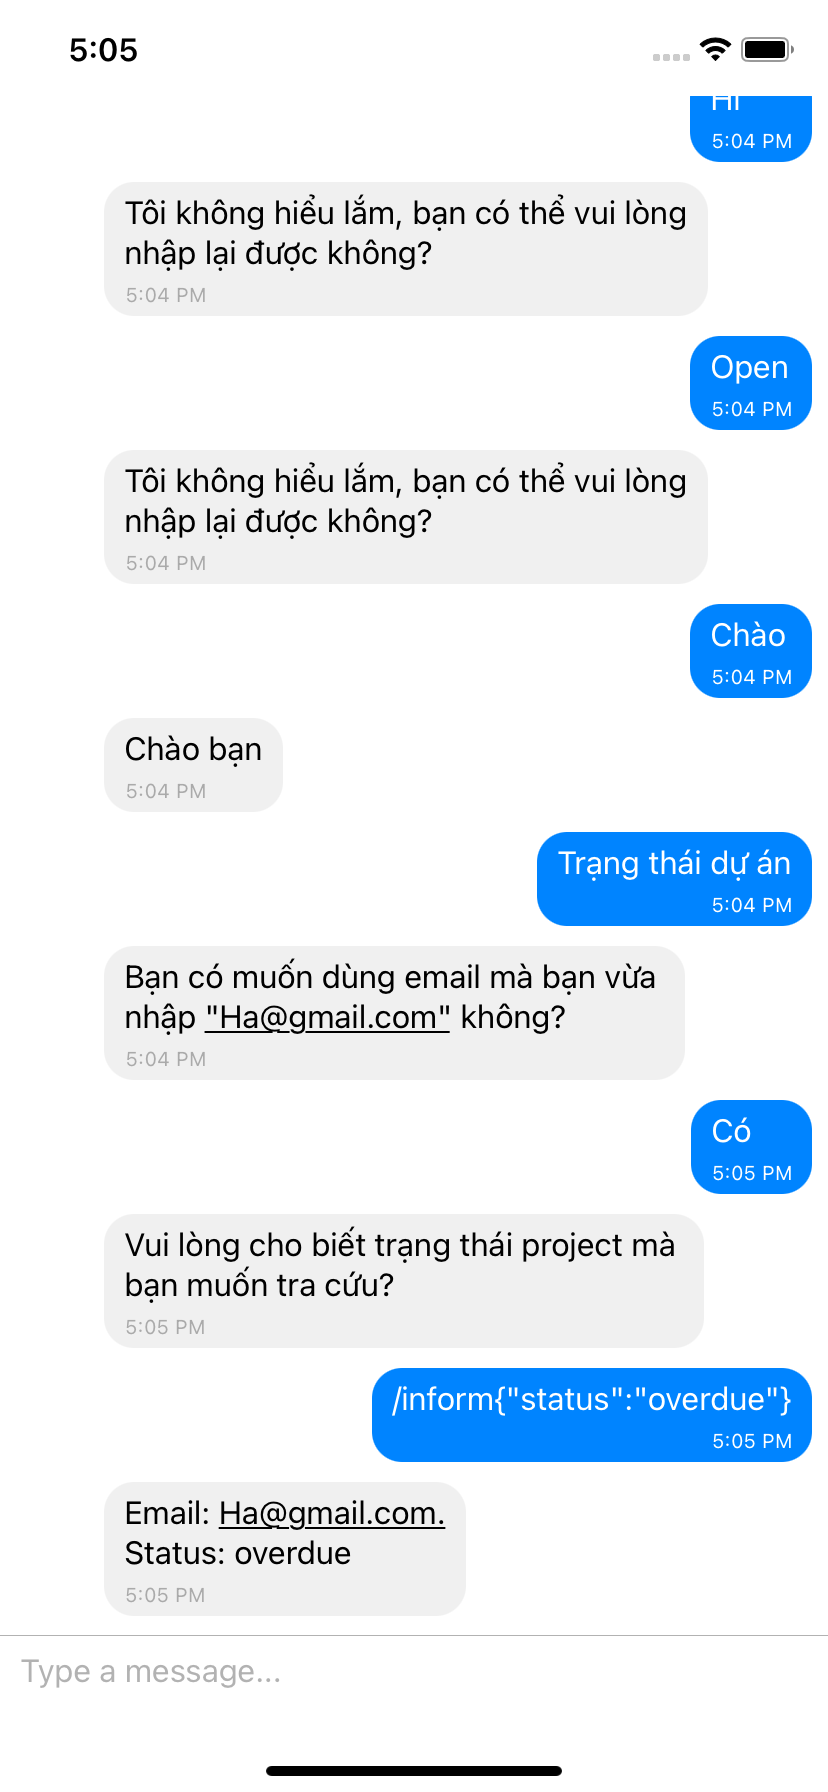 5:05
Hi
5:04 PM
Tôi không hiểu lắm, bạn có thể vui lòng
nhập lại được không?
5:04 PM
Open
5:04 PM
Tôi không hiểu lắm, bạn có thể vui lòng
nhập lại được không?
5:04 PM
Chào
5:04 PM
Chào bạn
5:04 PM
Trạng thái dự án
5:04 PM
Bạn có muốn dùng email mà bạn vừa
nhập "Ha@gmail.com" không?
5:04 PM
Có
5:05 PM
Vui lòng cho biết trạng thái project mà
bạn muốn tra cứu?
5:05 PM
/inform{"status":"overdue"}
5:05 PM
Email: Ha@gmail.com.
Status: overdue
5:05 PM
Type a message...